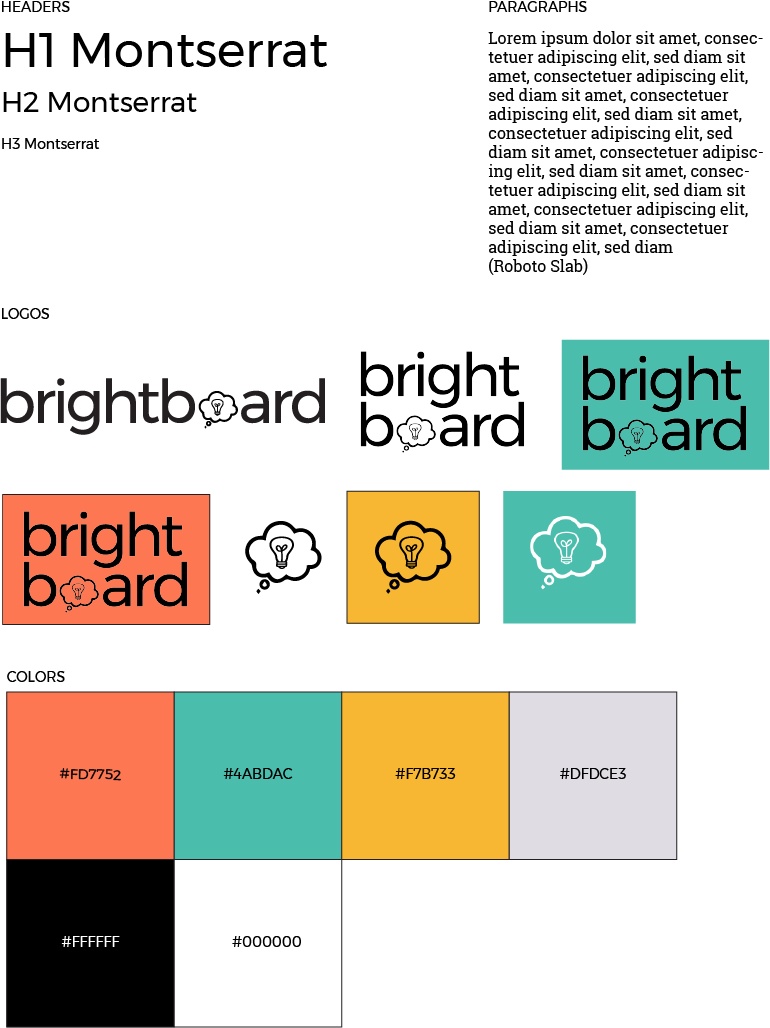 HEADERS
H1 Montserrat
H2 Montserrat
H3 Montserrat
PARAGRAPHS
Lorem ipsum dolor sit amet, consec-
tetuer adipiscing elit, sed diam sit
amet, consectetuer adipiscing elit,
sed diam sit amet, consectetuer
adipiscing elit, sed diam sit amet,
consectetuer adipiscing elit, sed
diam sit amet, consectetuer adipisc-
ing elit, sed diam sit amet, consec-
tetuer adipiscing elit, sed diam sit
amet, consectetuer adipiscing elit,
sed diam sit amet, consectetuer
adipiscing elit, sed diam
(Roboto Slab)
LOGOS
brightboard
bright
board
bright
board
bright
board
COLORS
#FD7752
#4ABDAC
#F7B733
#DFDCE3
#FFFFFF
#000000